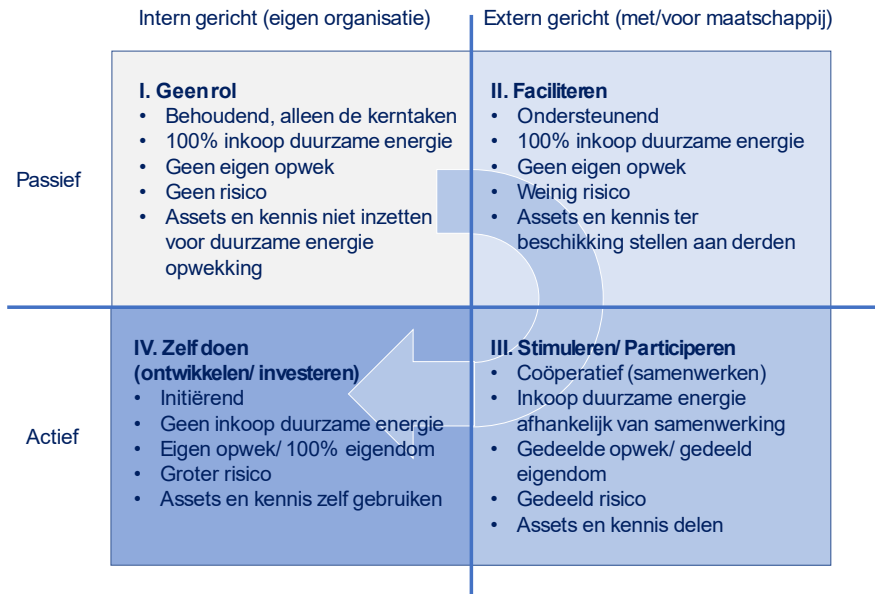 Intern gericht (eigen organisatie)
Extern gericht (met/voor maatschappij)
Passief
I. Geen rol
• Behoudend, alleen de kerntaken
• 100% inkoop duurzame energie
• Geen eigen opwek
• Geen risico
• Assets en kennis niet inzetten
voor duurzame energie
opwekking
II. Faciliteren
• Ondersteunend
• 100% inkoop duurzame energie
• Geen eigen opwek
• Weinig risico
• Assets en kennis ter
beschikking stellen aan derden
Actief
IV. Zelf doen
(ontwikkelen/ investeren)
• Initiërend
• Geen inkoop duurzame energie
• Eigen opwek/ 100% eigendom
• Groter risico
• Assets en kennis zelf gebruiken
III. Stimuleren/ Participeren
• Coöperatief (samenwerken)
• Inkoop duurzame energie
afhankelijk van samenwerking
• Gedeelde opwek/ gedeeld
eigendom
• Gedeeld risico
• Assets en kennis delen